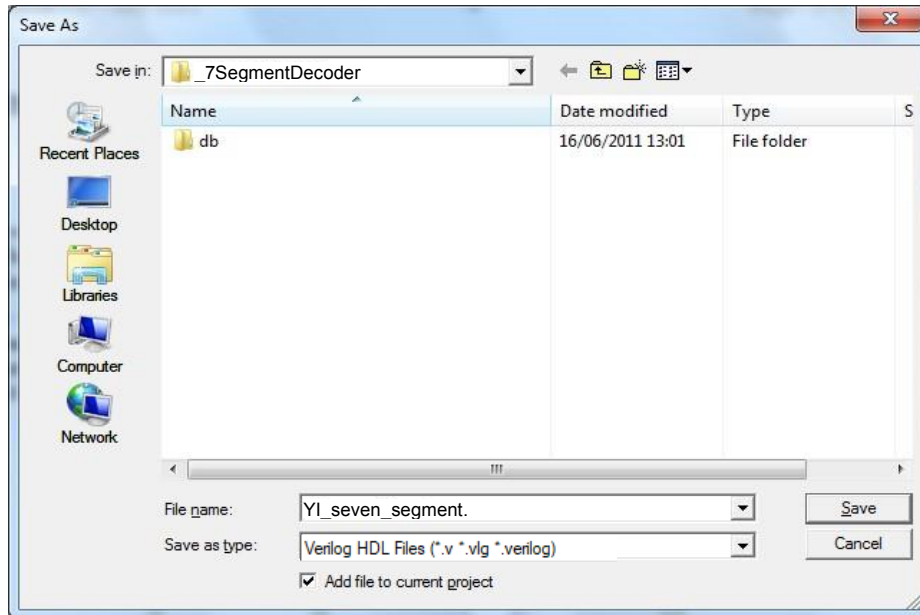 Save As
Save in: _7SegmentDecoder
Name Date modified Type S
db 16/06/2011 13:01 File folder
Recent Places
Desktop
Libraries
Computer
Network
File name: YI_seven_segment. Save
Save as type: Verilog HDL Files (*.v *.vlg *.verilog) Cancel
Add file to current project